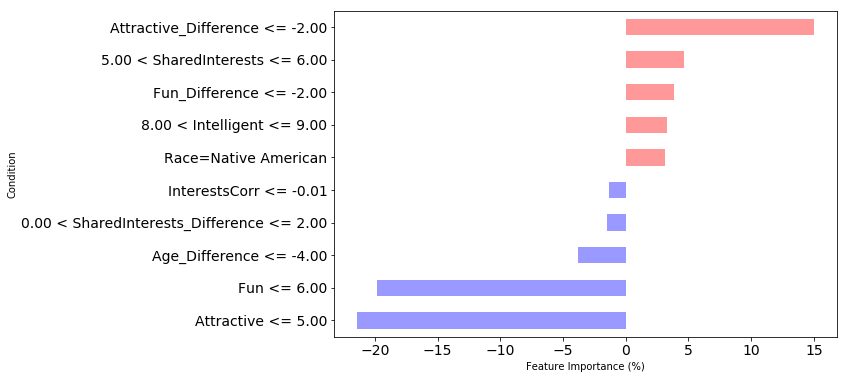 Attractive_Difference <= -2.00
5.00 < SharedInterests <= 6.00
Fun_Difference <= -2.00
8.00 < Intelligent <= 9.00
Race=Native American
InterestsCorr <= -0.01
0.00 < SharedInterests_Difference <= 2.00
Age_Difference <= -4.00
Fun <= 6.00
Attractive <= 5.00
Condition
−20 −15 −10 −5 0 5 10 15
Feature Importance (%)